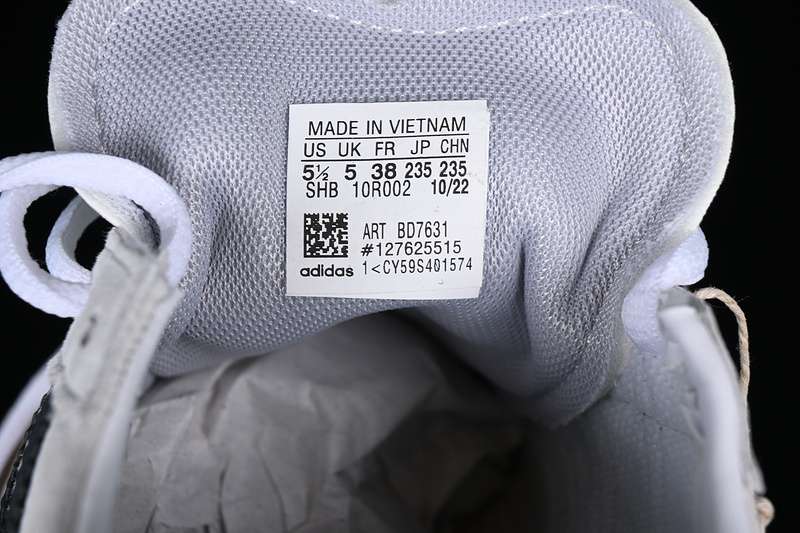 MADE IN VIETNAM
US UK FR JP CHN
5½ 5 38 235 235
SHB 10R002 10/22
ART BD7631
#127625515
adidas 1<CY59S401574